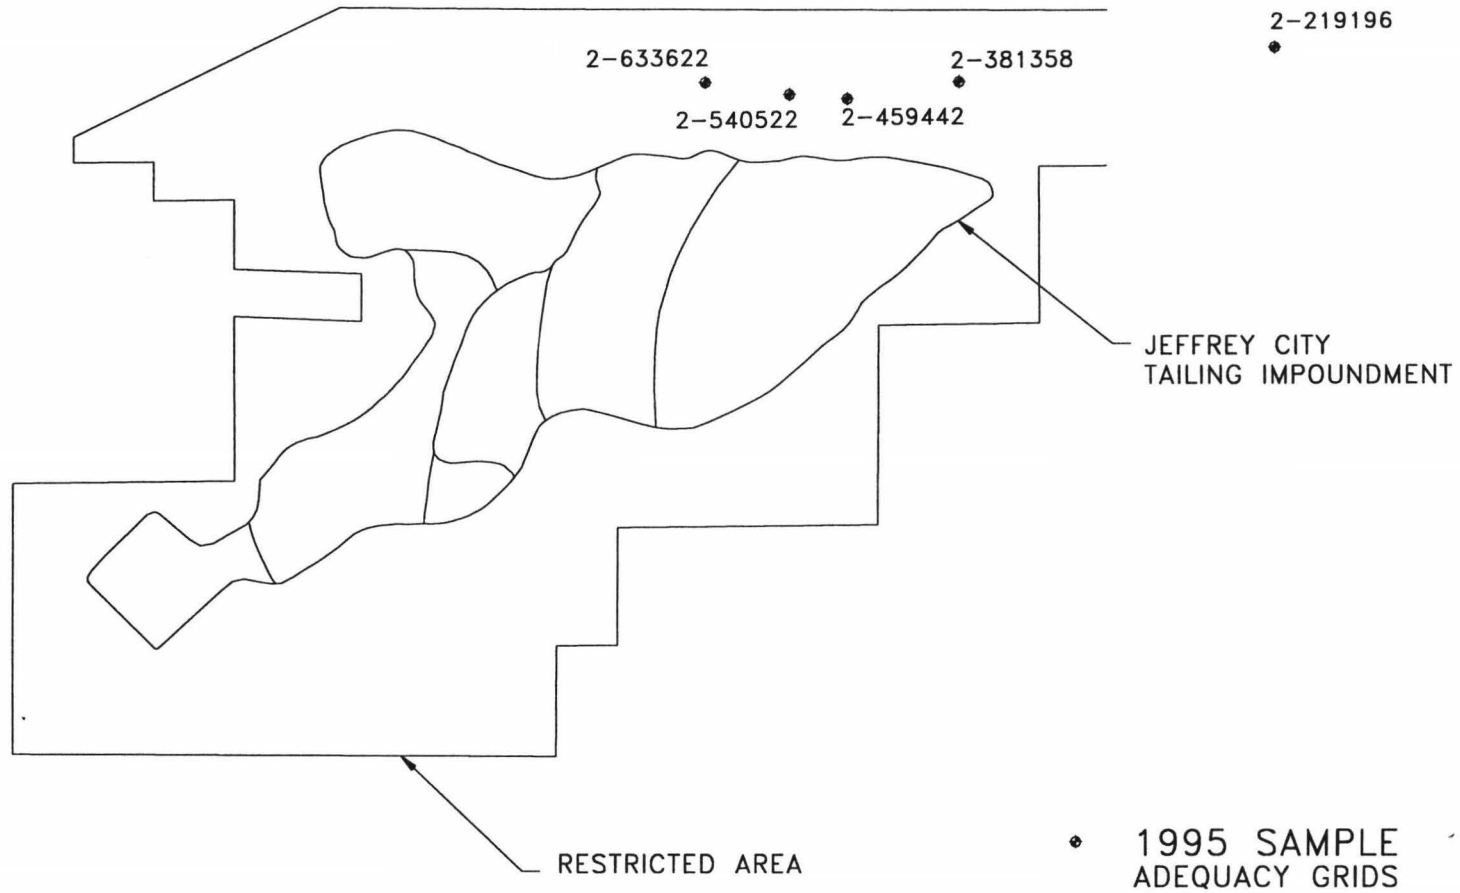 2-219196
2-633622
2-381358
2-540522
2-459442
JEFFREY CITY
TAILING IMPOUNDMENT
RESTRICTED AREA
1995 SAMPLE
ADEQUACY GRIDS